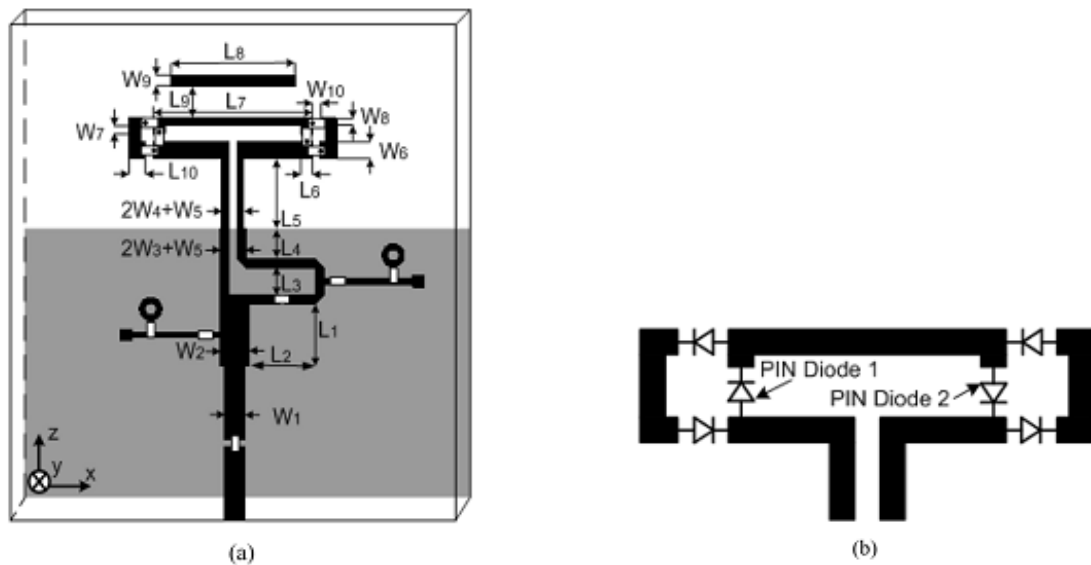 L8
W9
W10
L9
L7
W8
W7
W6
L10
L6
2W4+W5
L5
2W3+W5
L4
L3
L1
W2
L2
W1
z
y
x
(a)
PIN Diode 1
PIN Diode 2
(b)